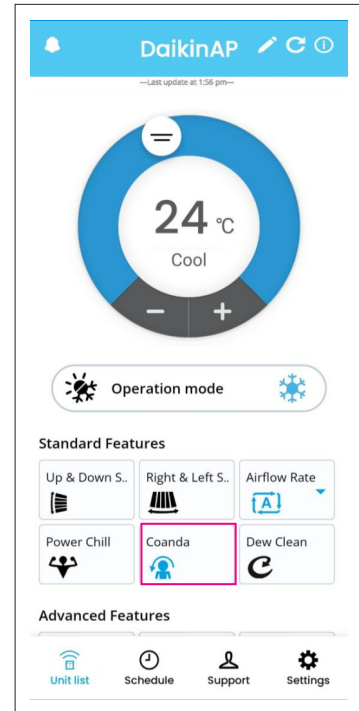 DaikinAP
—Last update at 1:56 pm—
24 °C
Cool
− +
Operation mode
Standard Features
Up & Down S.. Right & Left S.. Airflow Rate
A
Power Chill Coanda Dew Clean
Advanced Features
Unit list Schedule Support Settings